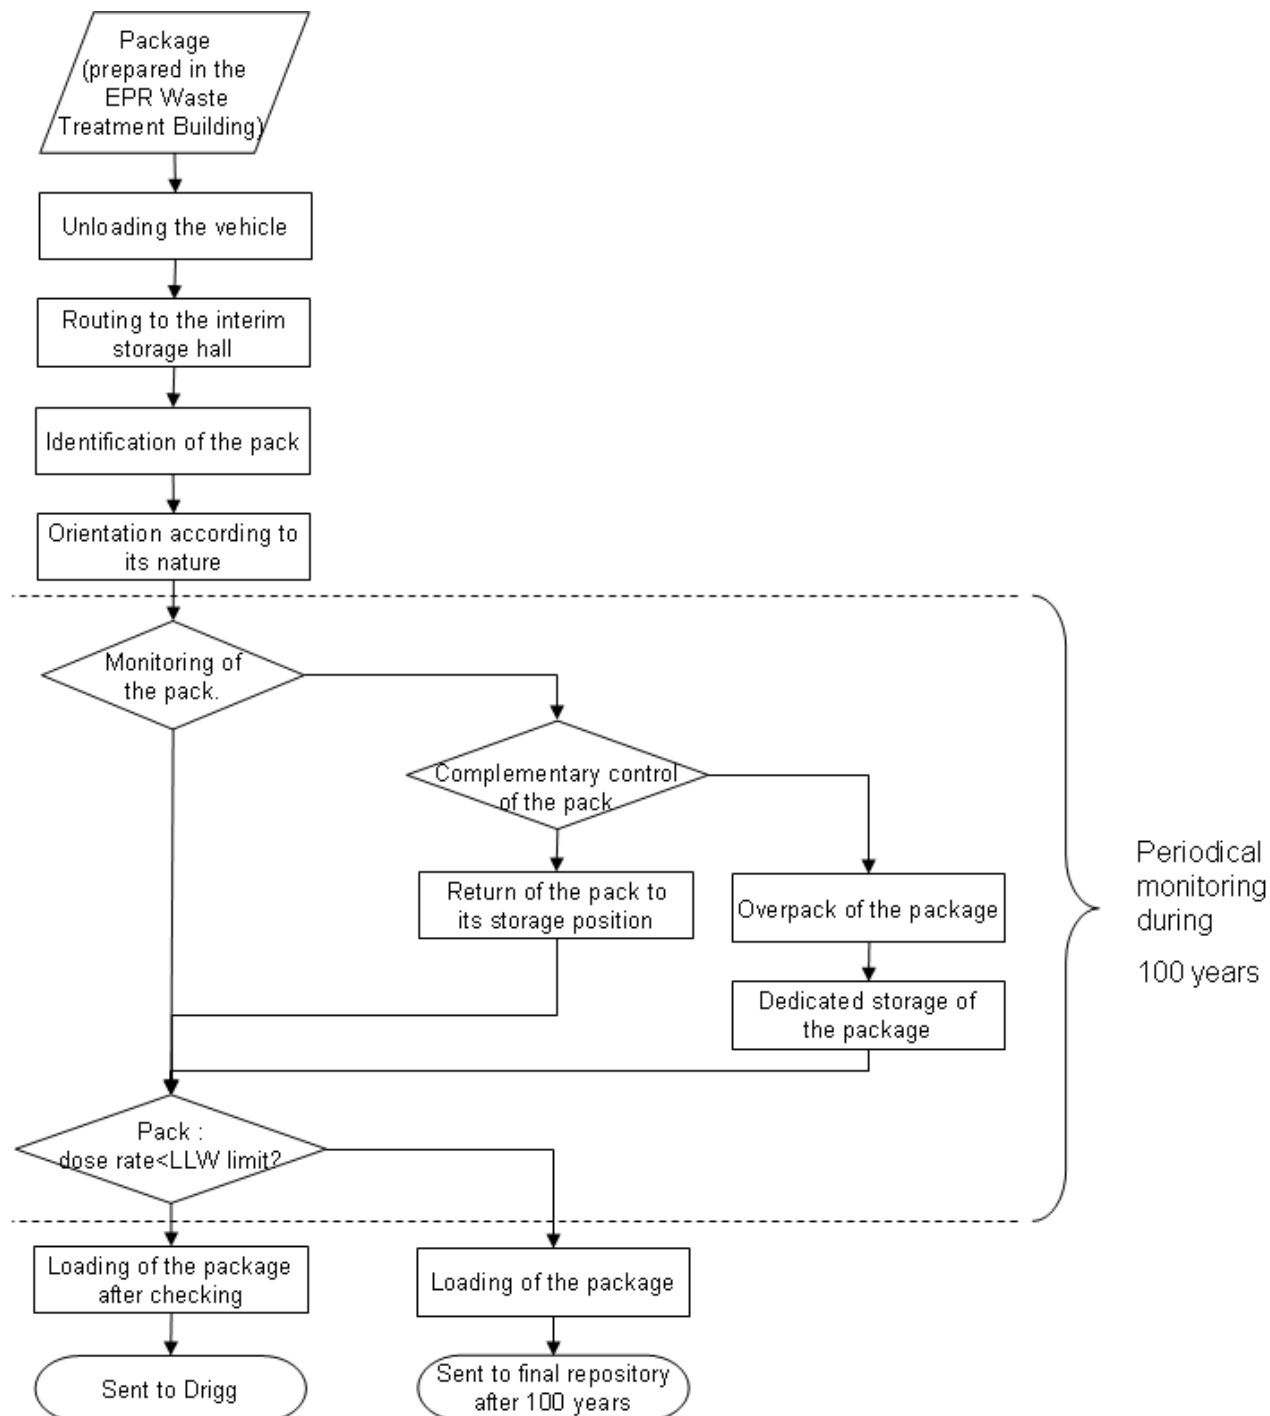 Package
(prepared in the
EPR Waste
Treatment Building)
Unloading the vehicle
Routing to the interim
storage hall
Identification of the pack
Orientation according to
its nature
Monitoring of
the pack.
Complementary control
of the pack
Return of the pack to
its storage position
Overpack of the package
Dedicated storage of
the package
Periodical
monitoring
during
100 years
Pack :
dose rate<LLW limit?
Loading of the package
after checking
Loading of the package
Sent to Drigg
Sent to final repository
after 100 years